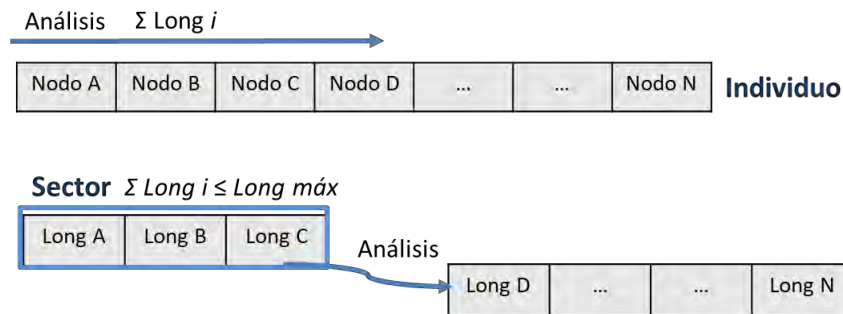 Análisis Σ Long i
Nodo A Nodo B Nodo C Nodo D ... ... Nodo N Individuo
Sector Σ Long i ≤ Long máx
Long A Long B Long C
Análisis
Long D ... ... Long N